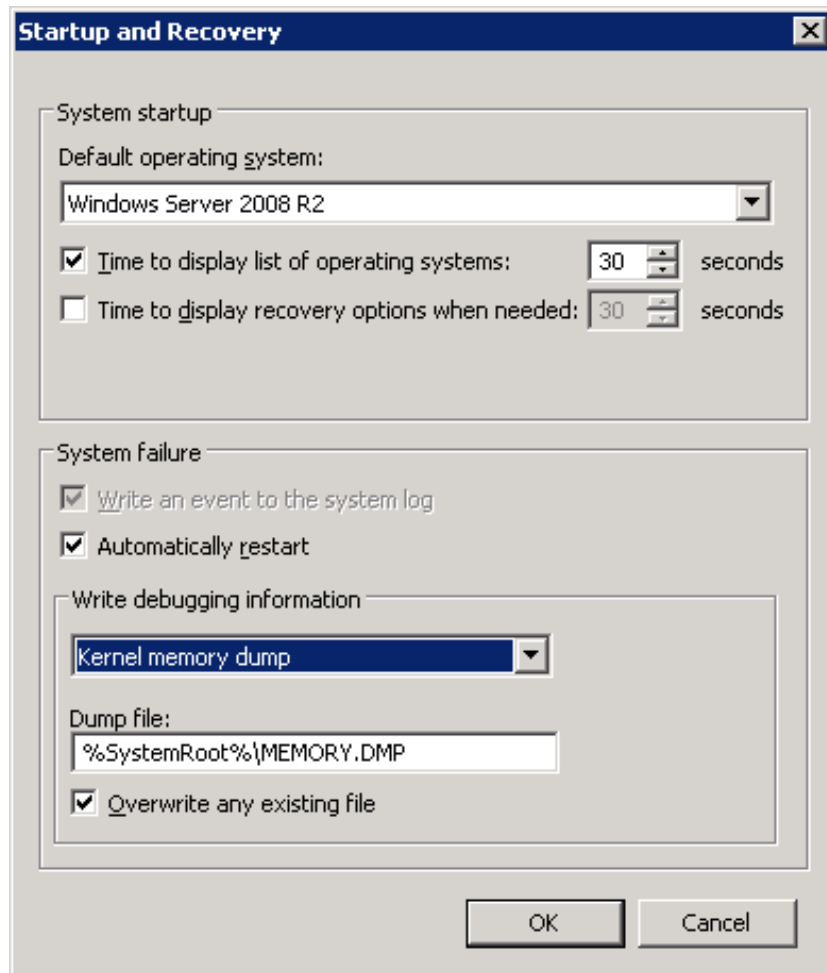 Startup and Recovery
System startup
Default operating system:
Windows Server 2008 R2
Time to display list of operating systems: 30 seconds
Time to display recovery options when needed: 30 seconds
System failure
Write an event to the system log
Automatically restart
Write debugging information
Kernel memory dump
Dump file:
%SystemRoot%\MEMORY.DMP
Overwrite any existing file
OK Cancel